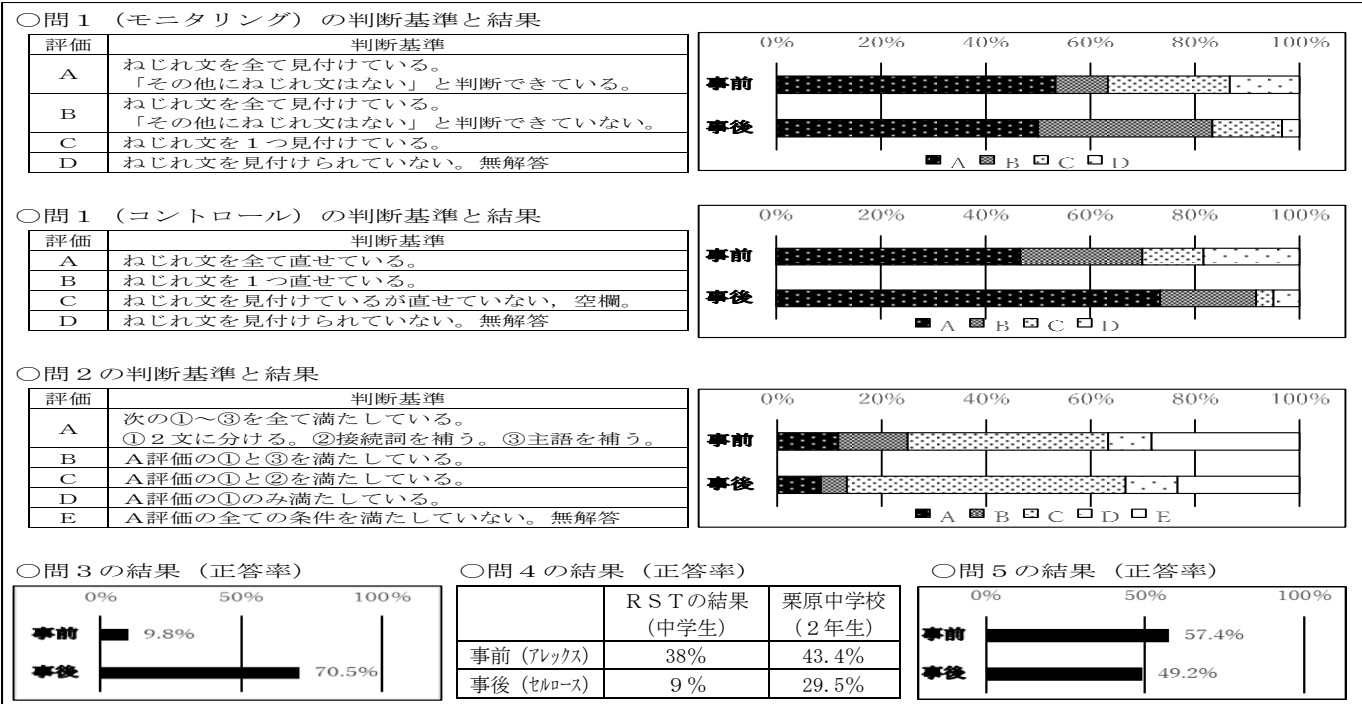 ○問1（モニタリング）の判断基準と結果
評価 判断基準
A ねじれ文を全て見付けている。
「その他にねじれ文はない」と判断できている。
B ねじれ文を全て見付けている。
「その他にねじれ文はない」と判断できていない。
C ねじれ文を1つ見付けている。
D ねじれ文を見付けられていない。無解答
0% 20% 40% 60% 80% 100%
事前
事後
A B C D
○問1（コントロール）の判断基準と結果
評価 判断基準
A ねじれ文を全て直せている。
B ねじれ文を1つ直せている。
C ねじれ文を見付けているが直せていない，空欄。
D ねじれ文を見付けられていない。無解答
0% 20% 40% 60% 80% 100%
事前
事後
A B C D
○問2の判断基準と結果
評価 判断基準
A 次の①～③を全て満たしている。
①2文に分ける。②接続詞を補う。③主語を補う。
B A評価の①と③を満たしている。
C A評価の①と②を満たしている。
D A評価の①のみ満たしている。
E A評価の全ての条件を満たしていない。無解答
0% 20% 40% 60% 80% 100%
事前
事後
A B C D E
○問3の結果（正答率）
0% 50% 100%
事前 9.8%
事後 70.5%
○問4の結果（正答率）
RSTの結果（中学生） 栗原中学校（2年生）
事前（アレックス） 38% 43.4%
事後（セルロース） 9% 29.5%
○問5の結果（正答率）
0% 50% 100%
事前 57.4%
事後 49.2%